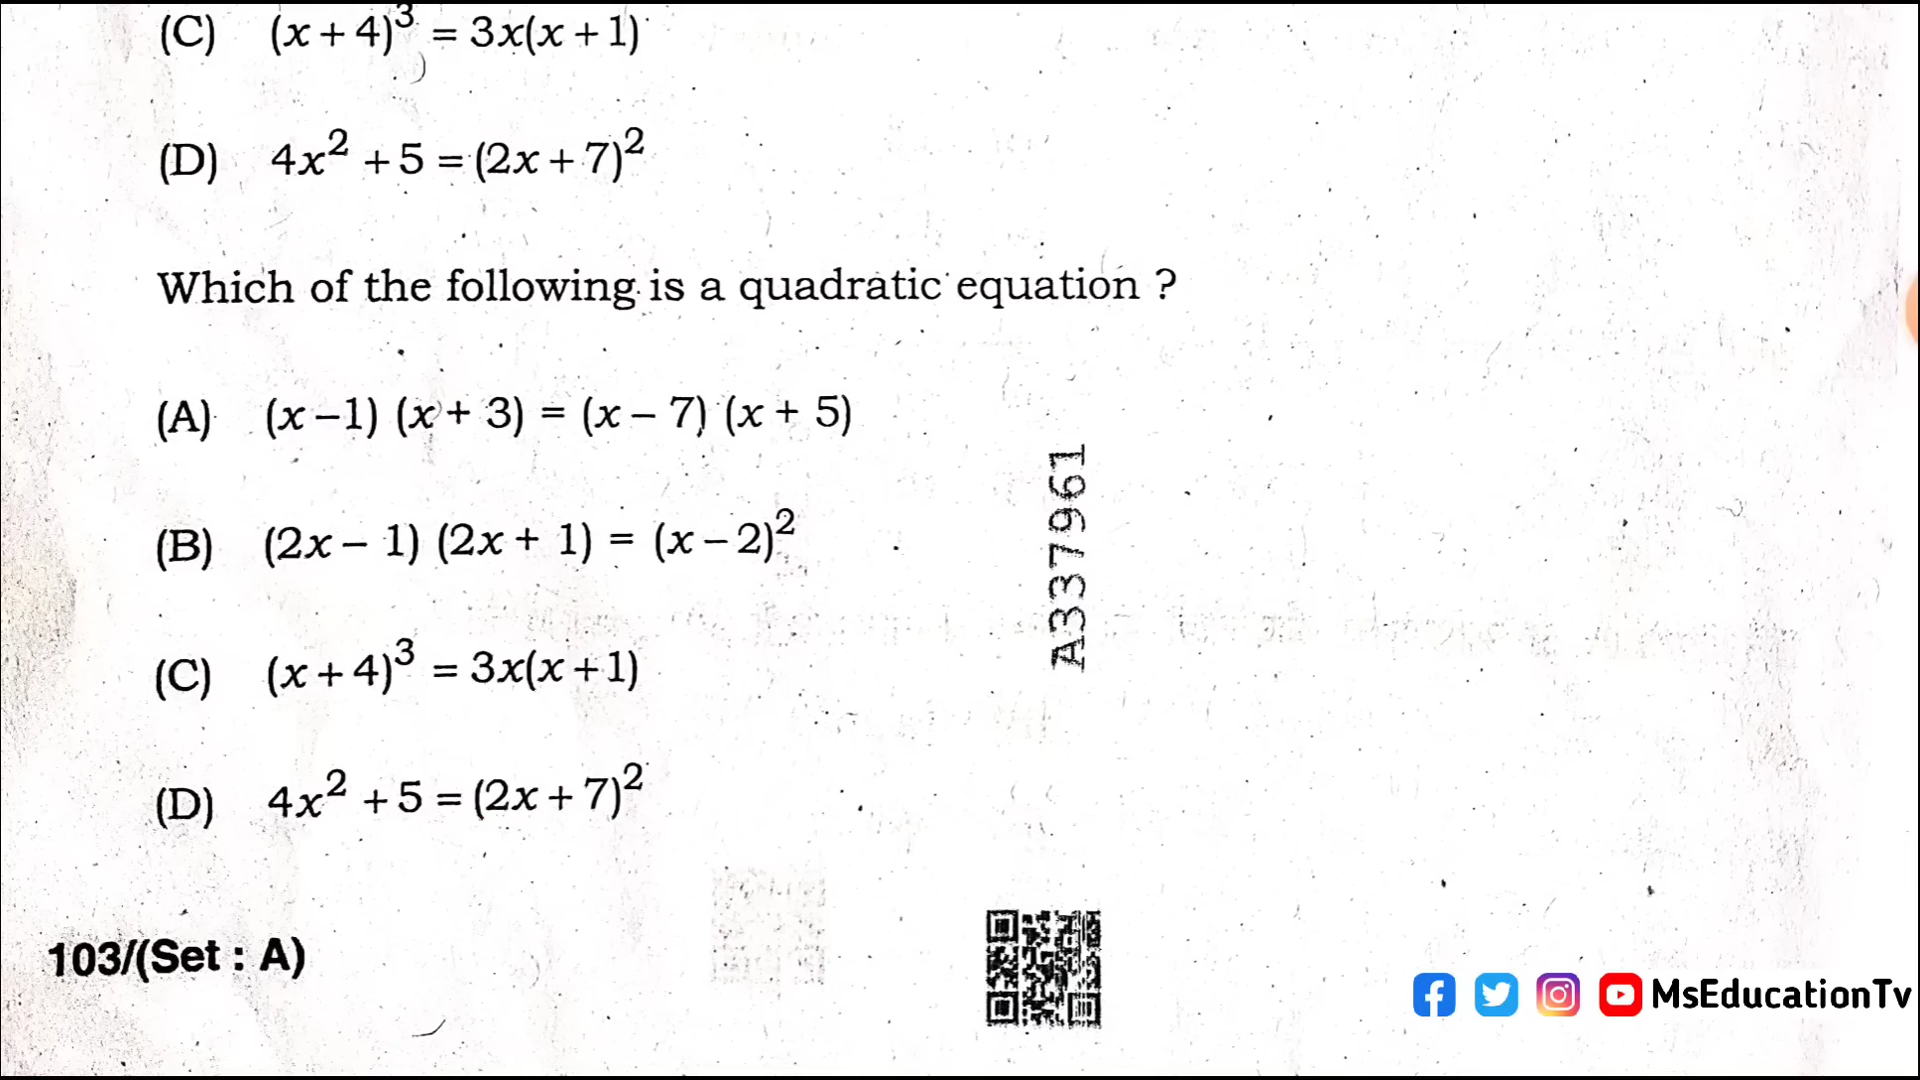 (C) (x + 4)³ = 3x(x + 1)
(D) 4x² + 5 = (2x + 7)²
Which of the following is a quadratic equation ?
(A) (x – 1) (x + 3) = (x – 7) (x + 5)
(B) (2x – 1) (2x + 1) = (x – 2)²
(C) (x + 4)³ = 3x(x + 1)
(D) 4x² + 5 = (2x + 7)²
A337961
103/(Set : A)
MsEducationTv